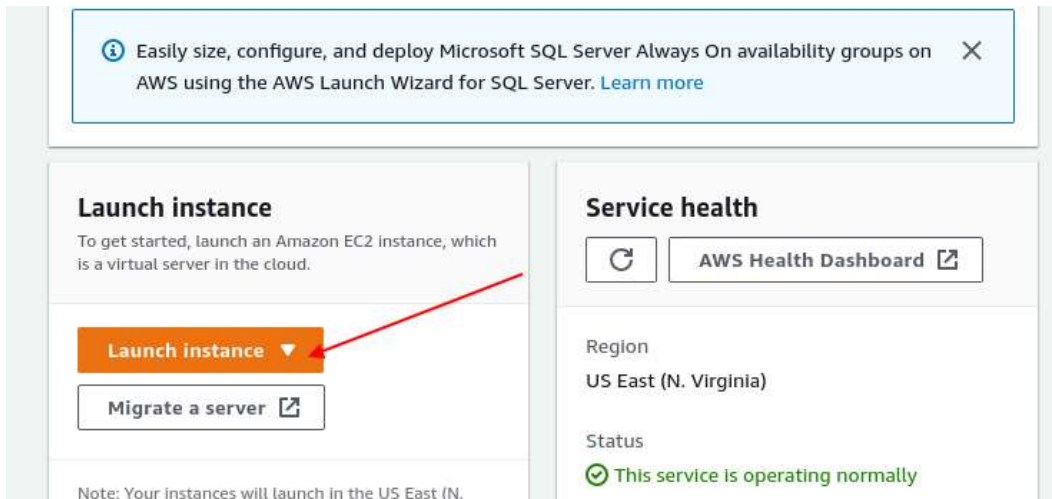 Easily size, configure, and deploy Microsoft SQL Server Always On availability groups on
AWS using the AWS Launch Wizard for SQL Server. Learn more
Launch instance
To get started, launch an Amazon EC2 instance, which
is a virtual server in the cloud.
Launch instance
Migrate a server
Note: Your instances will launch in the US East (N.
Service health
AWS Health Dashboard
Region
US East (N. Virginia)
Status
This service is operating normally